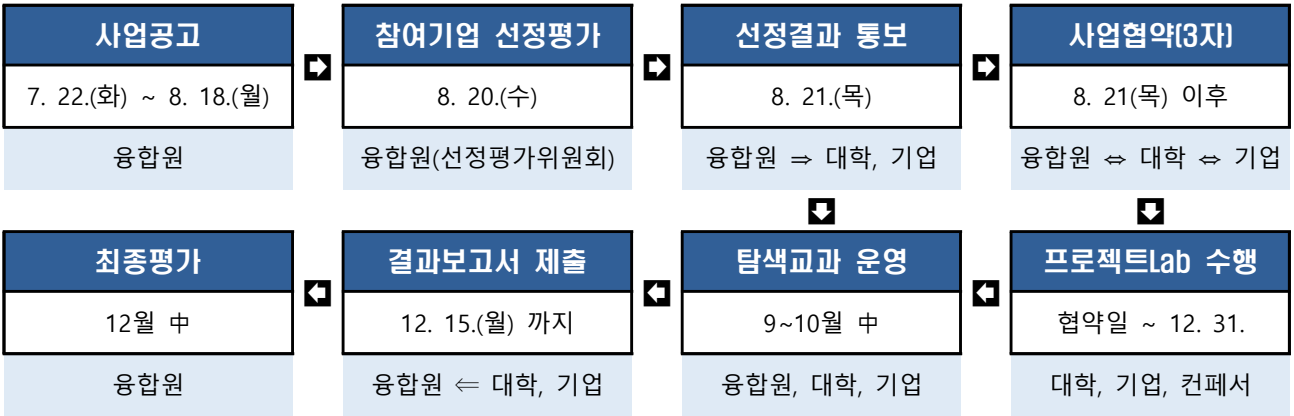 사업공고
7. 22.(화) ~ 8. 18.(월)
융합원
참여기업 선정평가
8. 20.(수)
융합원(선정평가위원회)
선정결과 통보
8. 21.(목)
융합원 ⇒ 대학, 기업
사업협약(3자)
8. 21(목) 이후
융합원 ⇔ 대학 ⇔ 기업
프로젝트Lab 수행
협약일 ~ 12. 31.
대학, 기업, 컨페서
탐색교과 운영
9~10월 中
융합원, 대학, 기업
결과보고서 제출
12. 15.(월) 까지
융합원 ⇐ 대학, 기업
최종평가
12월 中
융합원